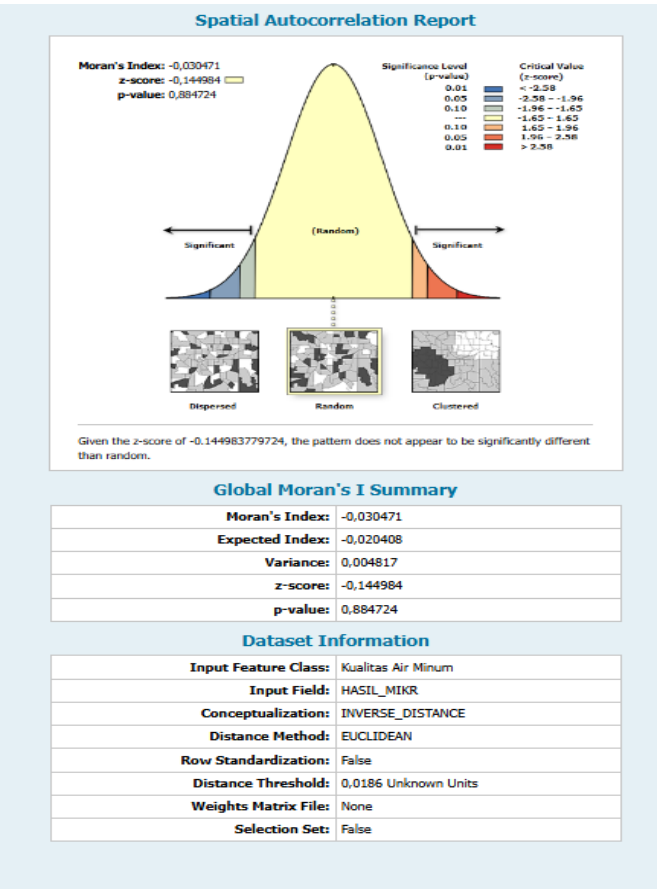 Spatial Autocorrelation Report
Moran's Index: -0,030471
z-score: -0,144984
p-value: 0,884724
Significance Level
(p-value)
Critical Value
(z-score)
0.01 < -2.58
0.05 -2.58 - -1.96
0.10 -1.96 - -1.65
--- -1.65 - 1.65
0.10 1.65 - 1.96
0.05 1.96 - 2.58
0.01 > 2.58
Significant
(Random)
Significant
Dispersed
Random
Clustered
Given the z-score of -0.144983779724, the pattern does not appear to be significantly different
than random.
Global Moran's I Summary
Moran's Index: -0,030471
Expected Index: -0,020408
Variance: 0,004817
z-score: -0,144984
p-value: 0,884724
Dataset Information
Input Feature Class: Kualitas Air Minum
Input Field: HASIL_MIKR
Conceptualization: INVERSE_DISTANCE
Distance Method: EUCLIDEAN
Row Standardization: False
Distance Threshold: 0,0186 Unknown Units
Weights Matrix File: None
Selection Set: False